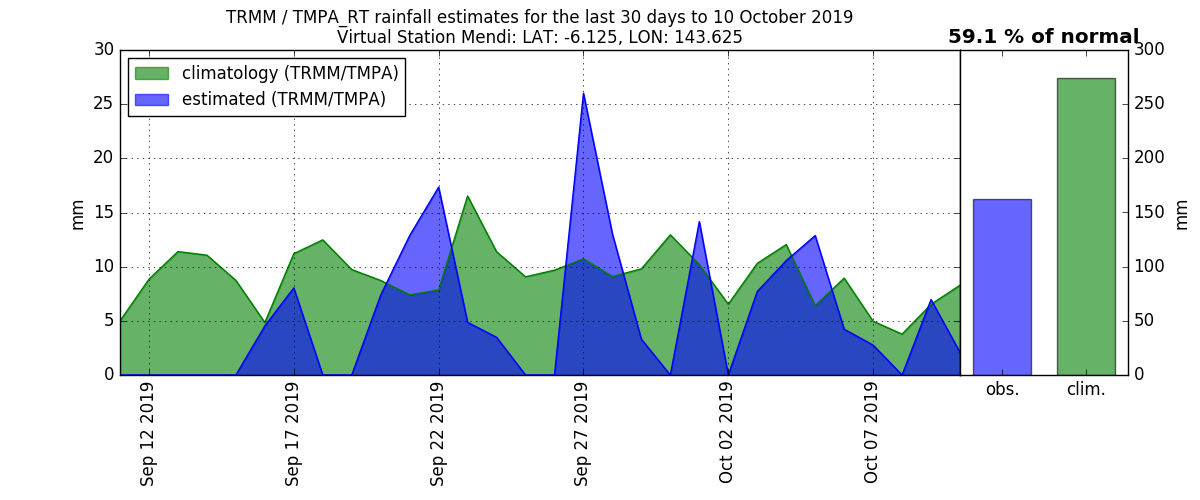 TRMM / TMPA_RT rainfall estimates for the last 30 days to 10 October 2019
Virtual Station Mendi: LAT: -6.125, LON: 143.625
59.1 % of normal
climatology (TRMM/TMPA)
estimated (TRMM/TMPA)
30
25
20
15
10
5
0
mm
Sep 12 2019
Sep 17 2019
Sep 22 2019
Sep 27 2019
Oct 02 2019
Oct 07 2019
obs.
clim.
300
250
200
150
100
50
0
mm